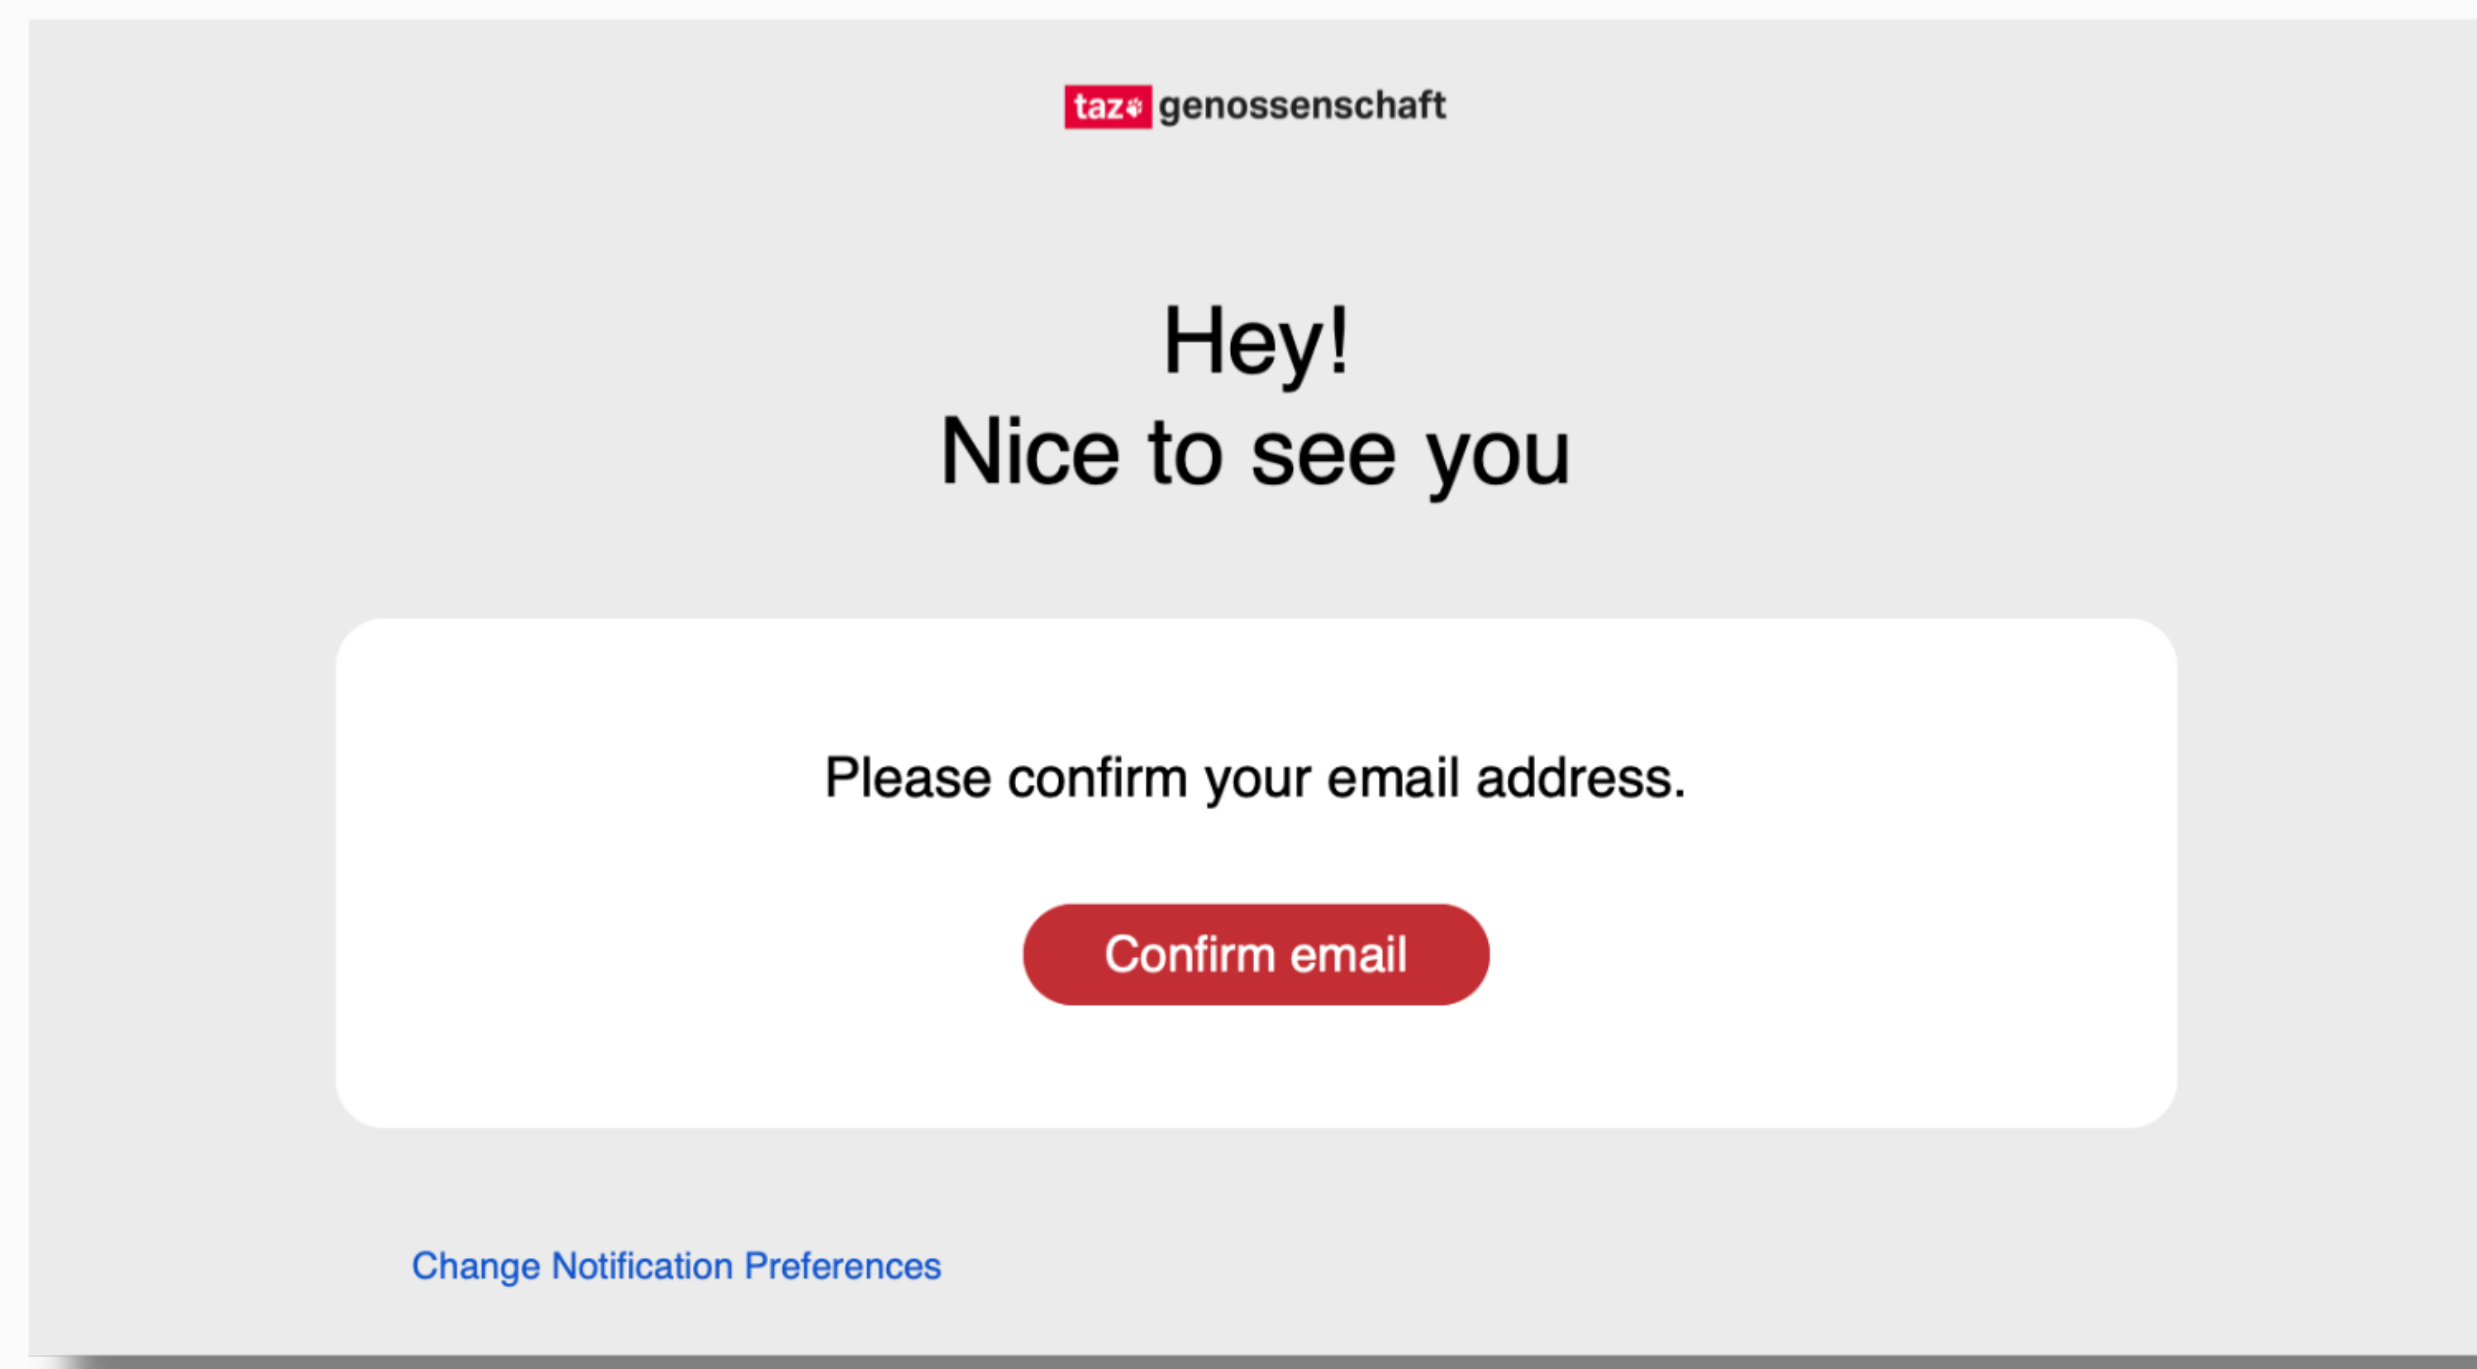 taz genossenschaft
Hey!
Nice to see you
Please confirm your email address.
Confirm email
Change Notification Preferences